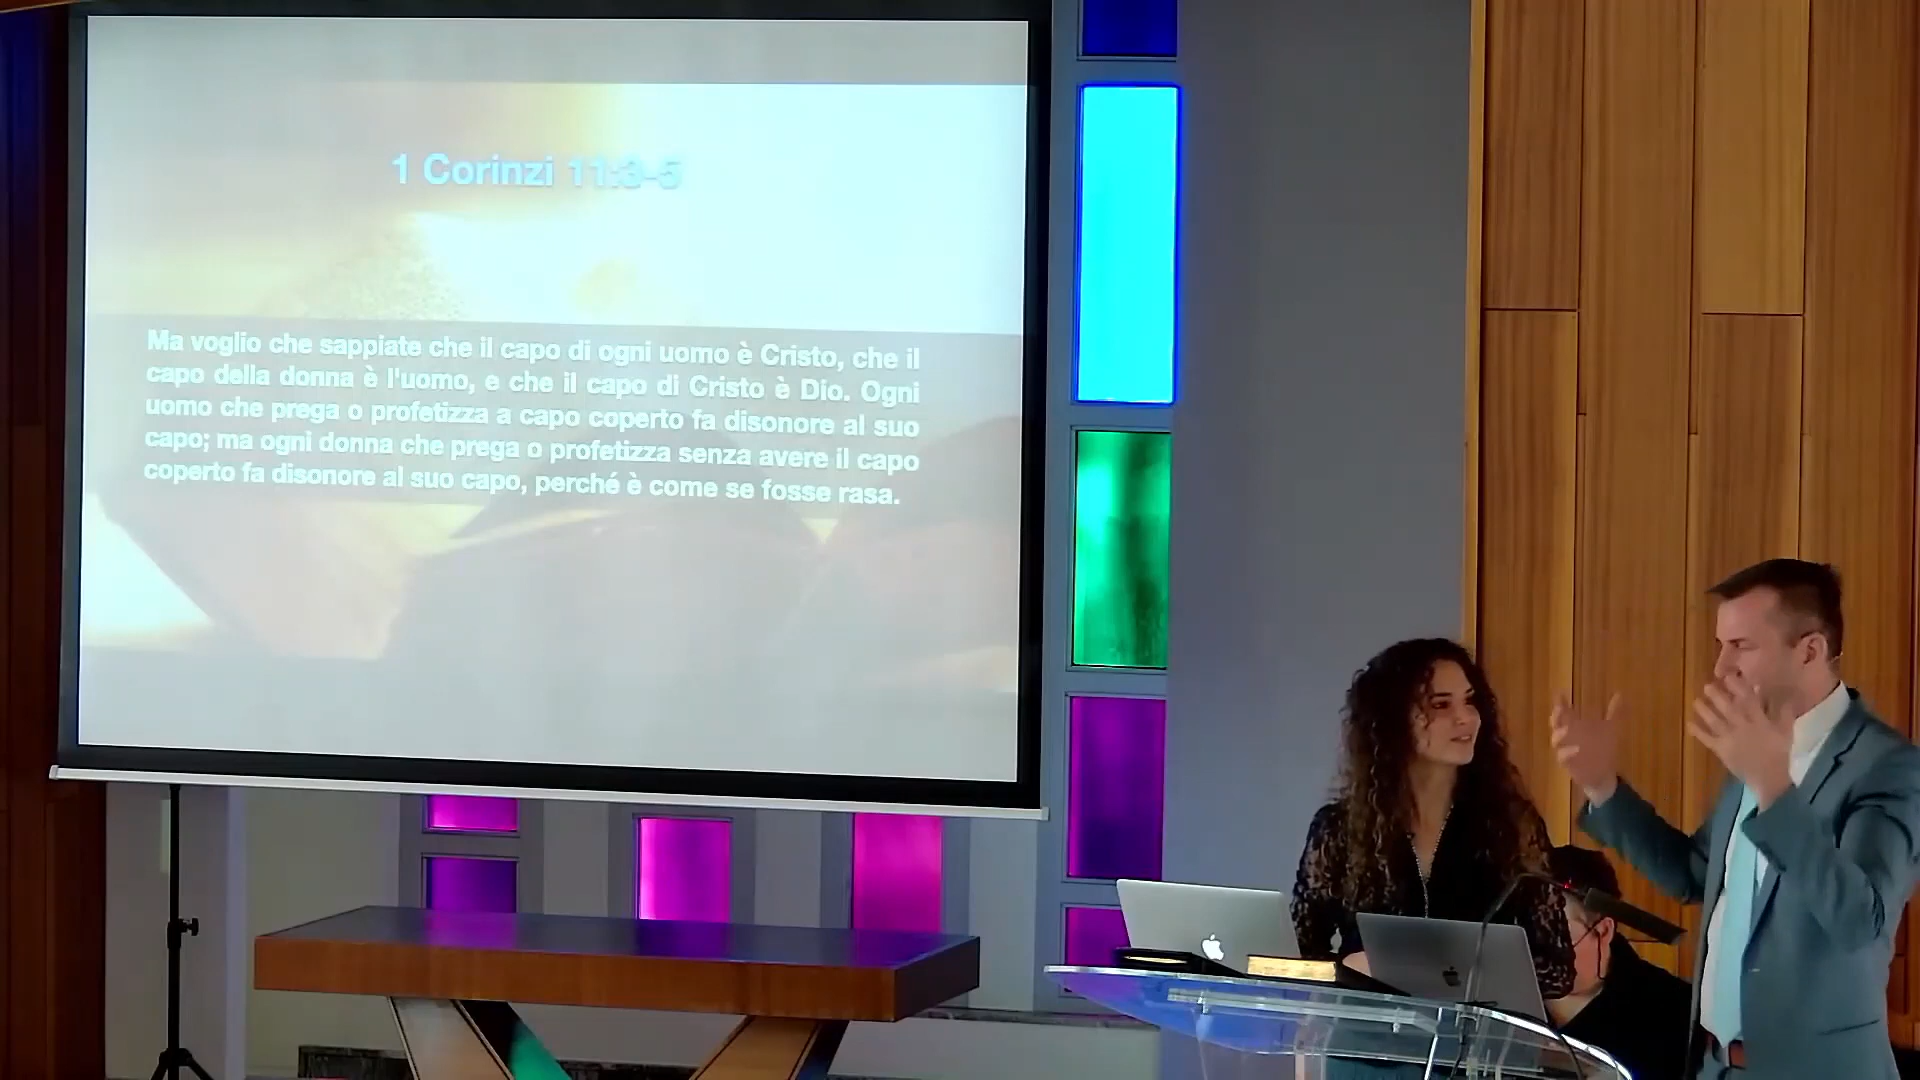 1 Corinzi 11:3-5
Ma voglio che sappiate che il capo di ogni uomo è Cristo, che il
capo della donna è l'uomo, e che il capo di Cristo è Dio. Ogni
uomo che prega o profetizza a capo coperto fa disonore al suo
capo; ma ogni donna che prega o profetizza senza avere il capo
coperto fa disonore al suo capo, perché è come se fosse rasa.